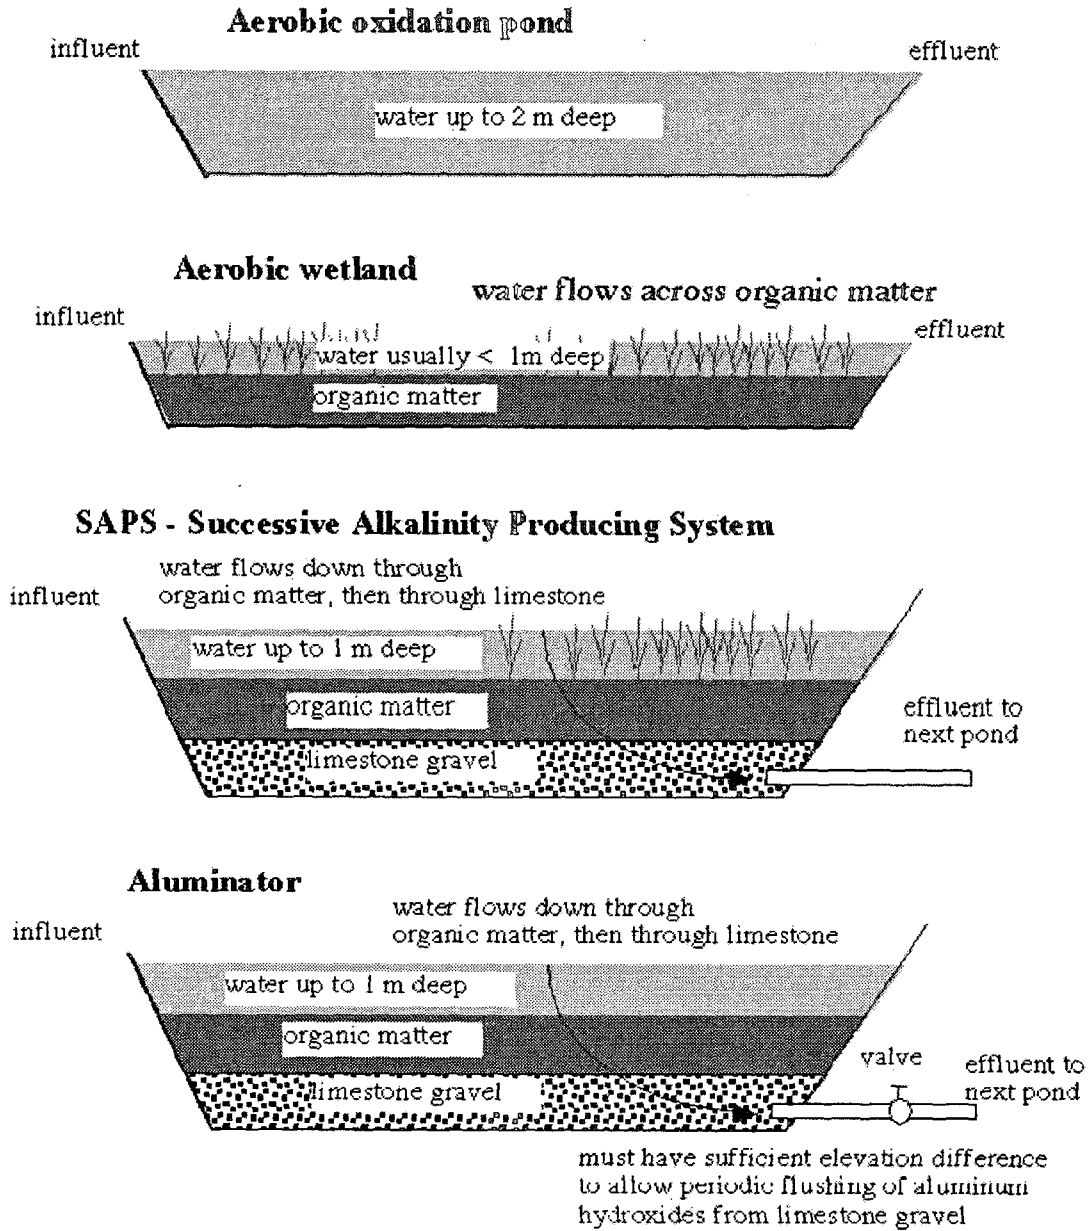 Aerobic oxidation pond
influent
effluent
water up to 2 m deep
Aerobic wetland
water flows across organic matter
influent
effluent
water usually < 1m deep
organic matter
SAPS - Successive Alkalinity Producing System
water flows down through
organic matter, then through limestone
influent
water up to 1 m deep
organic matter
limestone gravel
effluent to
next pond
Aluminator
water flows down through
organic matter, then through limestone
influent
water up to 1 m deep
organic matter
limestone gravel
valve
effluent to
next pond
must have sufficient elevation difference
to allow periodic flushing of aluminum
hydroxides from limestone gravel